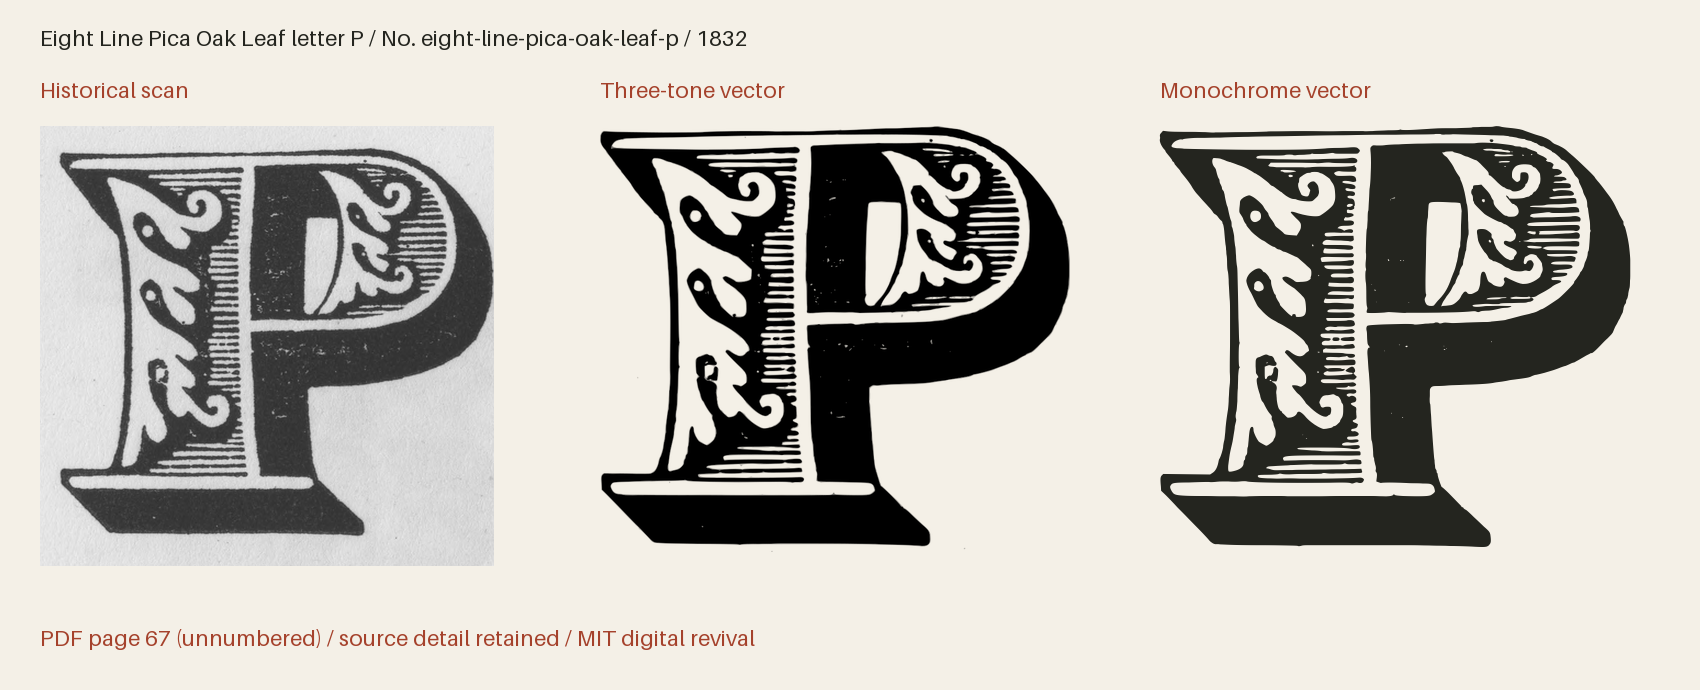 Eight Line Pica Oak Leaf letter P / No. eight-line-pica-oak-leaf-p / 1832
Historical scan
Three-tone vector
Monochrome vector
P
P
P
PDF page 67 (unnumbered) / source detail retained / MIT digital revival